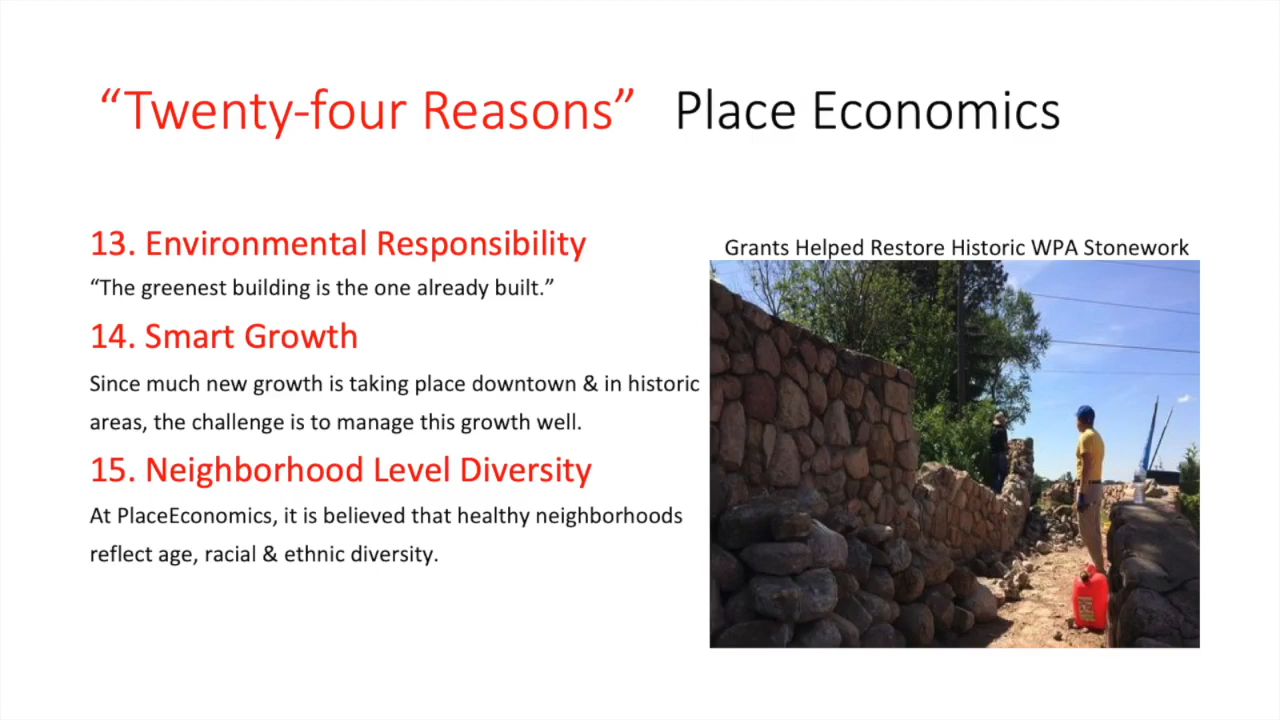 “Twenty-four Reasons” Place Economics
13. Environmental Responsibility
“The greenest building is the one already built.”
14. Smart Growth
Since much new growth is taking place downtown & in historic
areas, the challenge is to manage this growth well.
15. Neighborhood Level Diversity
At PlaceEconomics, it is believed that healthy neighborhoods
reflect age, racial & ethnic diversity.
Grants Helped Restore Historic WPA Stonework